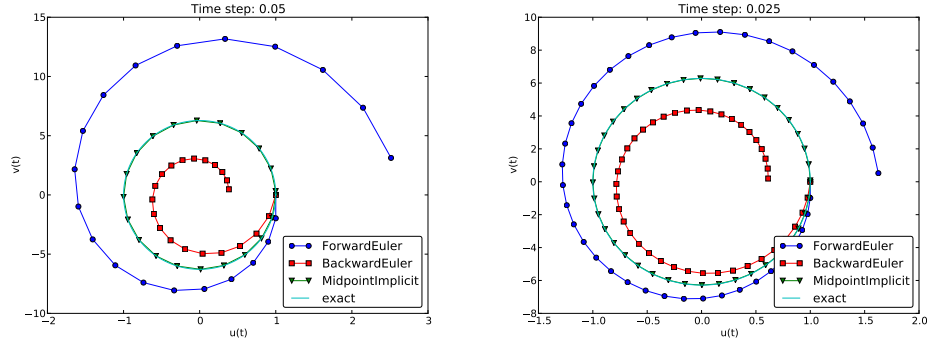 Time step: 0.05
15
10
5
0
−5
−10
v(t)
−2
−1
0
1
2
3
u(t)
ForwardEuler
BackwardEuler
MidpointImplicit
exact
Time step: 0.025
10
8
6
4
2
0
−2
−4
−6
−8
v(t)
−1.5
−1.0
−0.5
0.0
0.5
1.0
1.5
2.0
u(t)
ForwardEuler
BackwardEuler
MidpointImplicit
exact